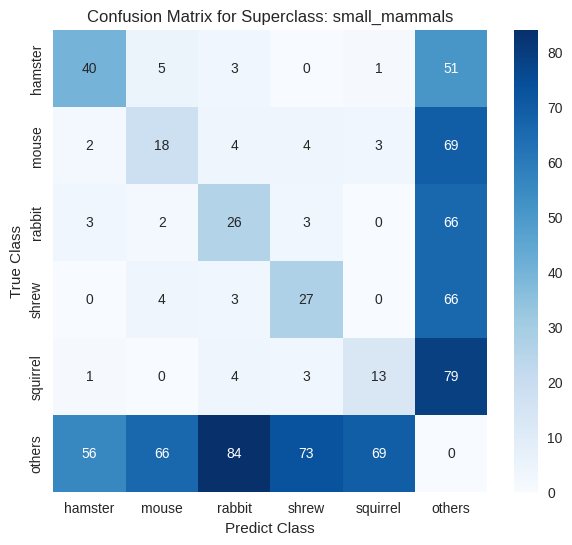 Confusion Matrix for Superclass: small_mammals
True Class
hamster 40 5 3 0 1 51
mouse 2 18 4 4 3 69
rabbit 3 2 26 3 0 66
shrew 0 4 3 27 0 66
squirrel 1 0 4 3 13 79
others 56 66 84 73 69 0
hamster mouse rabbit shrew squirrel others
Predict Class
80
70
60
50
40
30
20
10
0